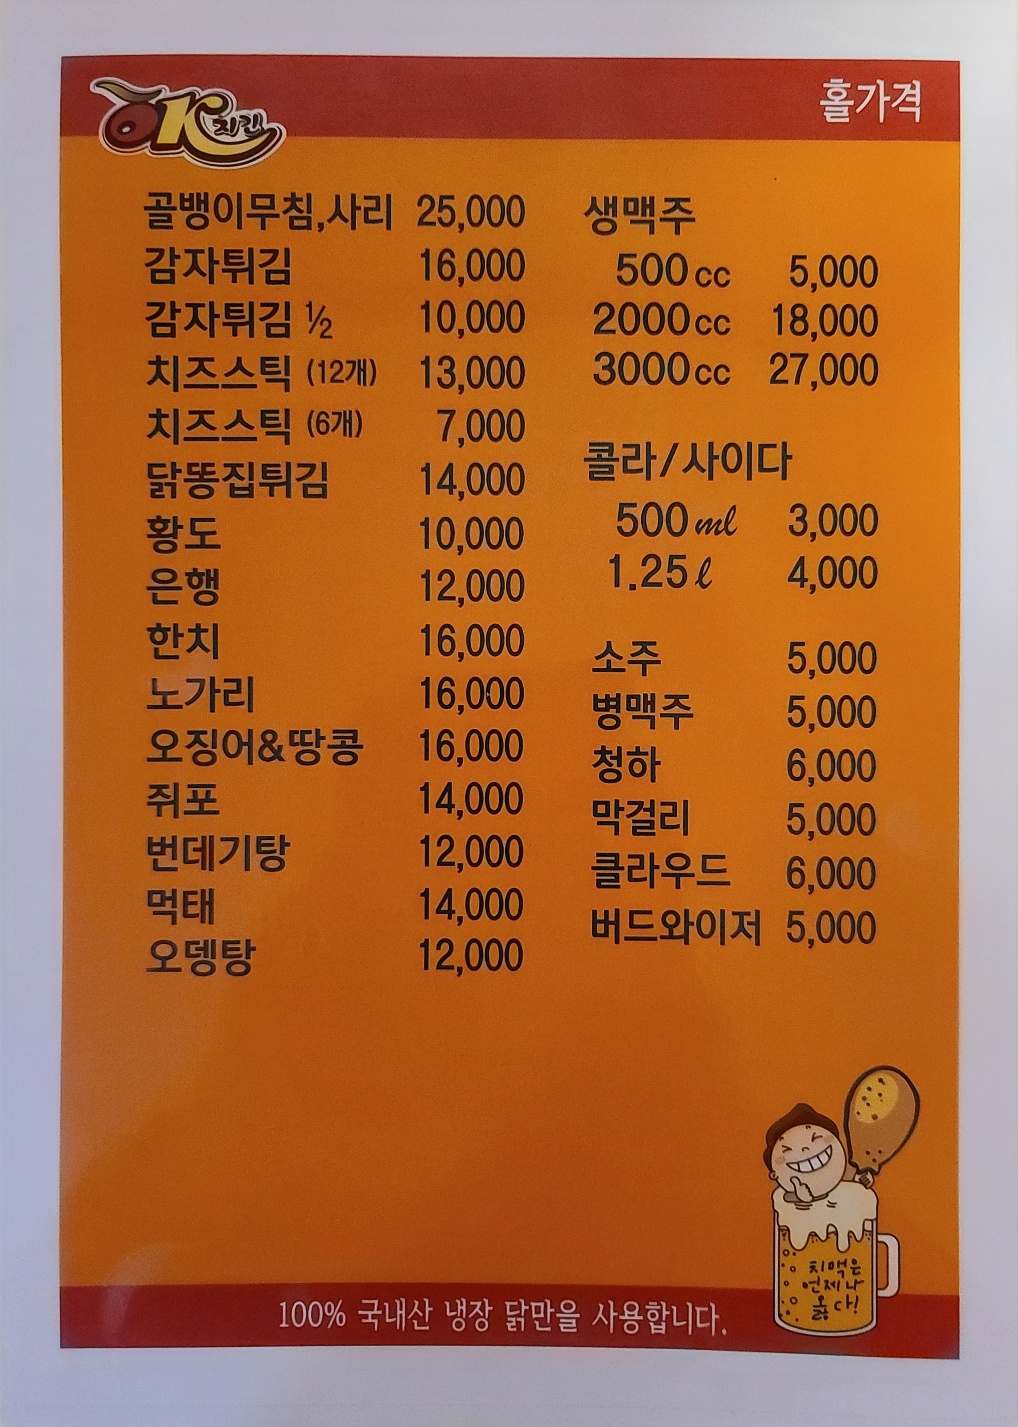 OK치킨
홀가격
골뱅이무침,사리 25,000
감자튀김 16,000
감자튀김 ½ 10,000
치즈스틱 (12개) 13,000
치즈스틱 (6개) 7,000
닭똥집튀김 14,000
황도 10,000
은행 12,000
한치 16,000
노가리 16,000
오징어&땅콩 16,000
쥐포 14,000
번데기탕 12,000
먹태 14,000
오뎅탕 12,000
생맥주
500cc 5,000
2000cc 18,000
3000cc 27,000
콜라/사이다
500ml 3,000
1.25ℓ 4,000
소주 5,000
병맥주 5,000
청하 6,000
막걸리 5,000
클라우드 6,000
버드와이저 5,000
치맥은
언제나
옳다!
100% 국내산 냉장 닭만을 사용합니다.